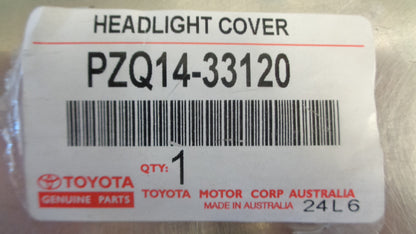 HEADLIGHT COVER
PZQ14-33120
QTY: 1
TOYOTA
GENUINE PARTS
TOYOTA MOTOR CORP AUSTRALIA
MADE IN AUSTRALIA 24L6